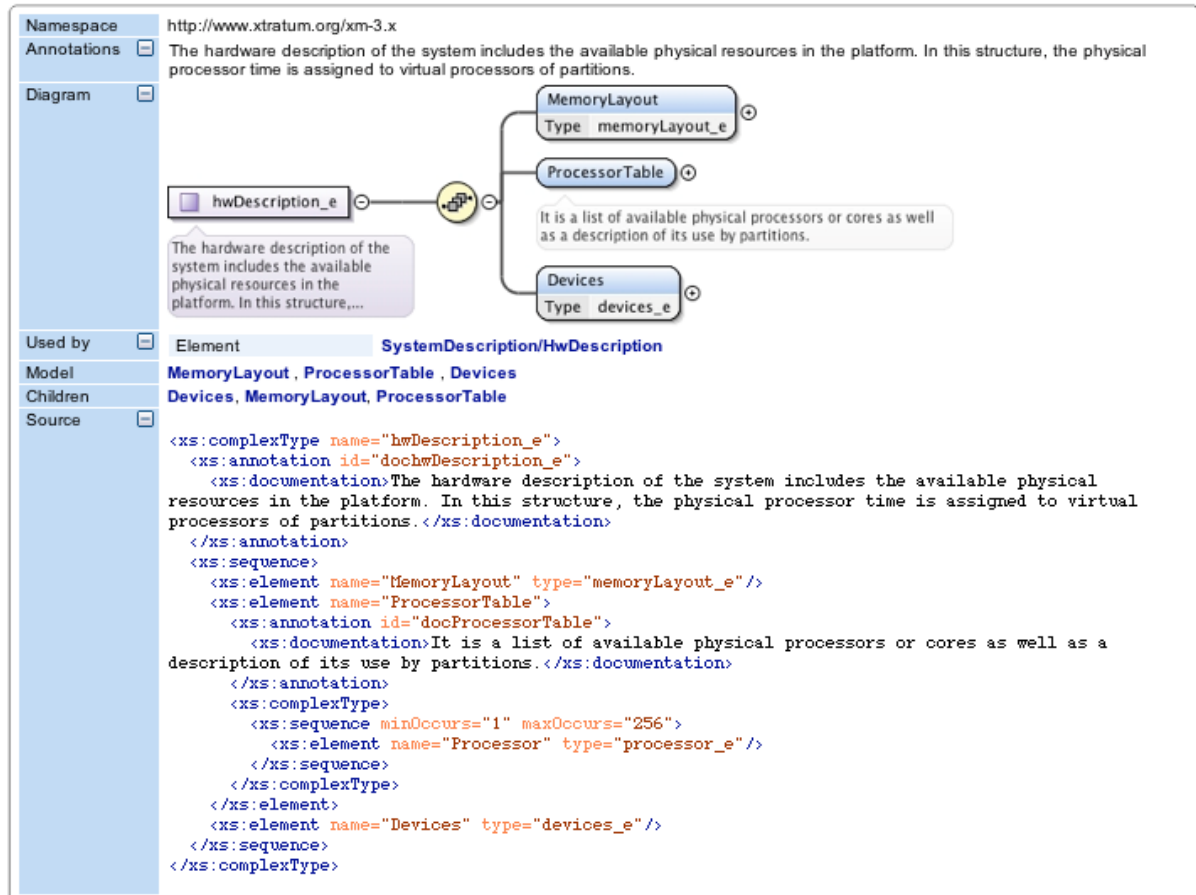 Namespace http://www.xtratum.org/xm-3.x
Annotations The hardware description of the system includes the available physical resources in the platform. In this structure, the physical
processor time is assigned to virtual processors of partitions.
Diagram
MemoryLayout
Type memoryLayout_e
ProcessorTable
hwDescription_e
It is a list of available physical processors or cores as well
as a description of its use by partitions.
The hardware description of the
system includes the available
physical resources in the
platform. In this structure,...
Devices
Type devices_e
Used by Element SystemDescription/HwDescription
Model MemoryLayout , ProcessorTable , Devices
Children Devices, MemoryLayout, ProcessorTable
Source
<xs:complexType name="hwDescription_e">
  <xs:annotation id="dochwDescription_e">
    <xs:documentation>The hardware description of the system includes the available physical
resources in the platform. In this structure, the physical processor time is assigned to virtual
processors of partitions.</xs:documentation>
  </xs:annotation>
  <xs:sequence>
    <xs:element name="MemoryLayout" type="memoryLayout_e"/>
    <xs:element name="ProcessorTable">
      <xs:annotation id="docProcessorTable">
        <xs:documentation>It is a list of available physical processors or cores as well as a
description of its use by partitions.</xs:documentation>
      </xs:annotation>
      <xs:complexType>
        <xs:sequence minOccurs="1" maxOccurs="256">
          <xs:element name="Processor" type="processor_e"/>
        </xs:sequence>
      </xs:complexType>
    </xs:element>
    <xs:element name="Devices" type="devices_e"/>
  </xs:sequence>
</xs:complexType>